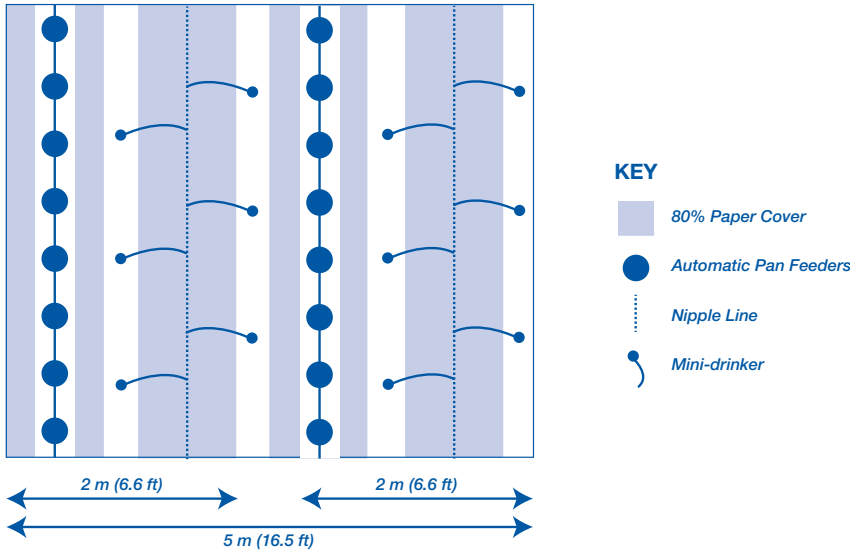 KEY
80% Paper Cover
Automatic Pan Feeders
Nipple Line
Mini-drinker
2 m (6.6 ft)
2 m (6.6 ft)
5 m (16.5 ft)